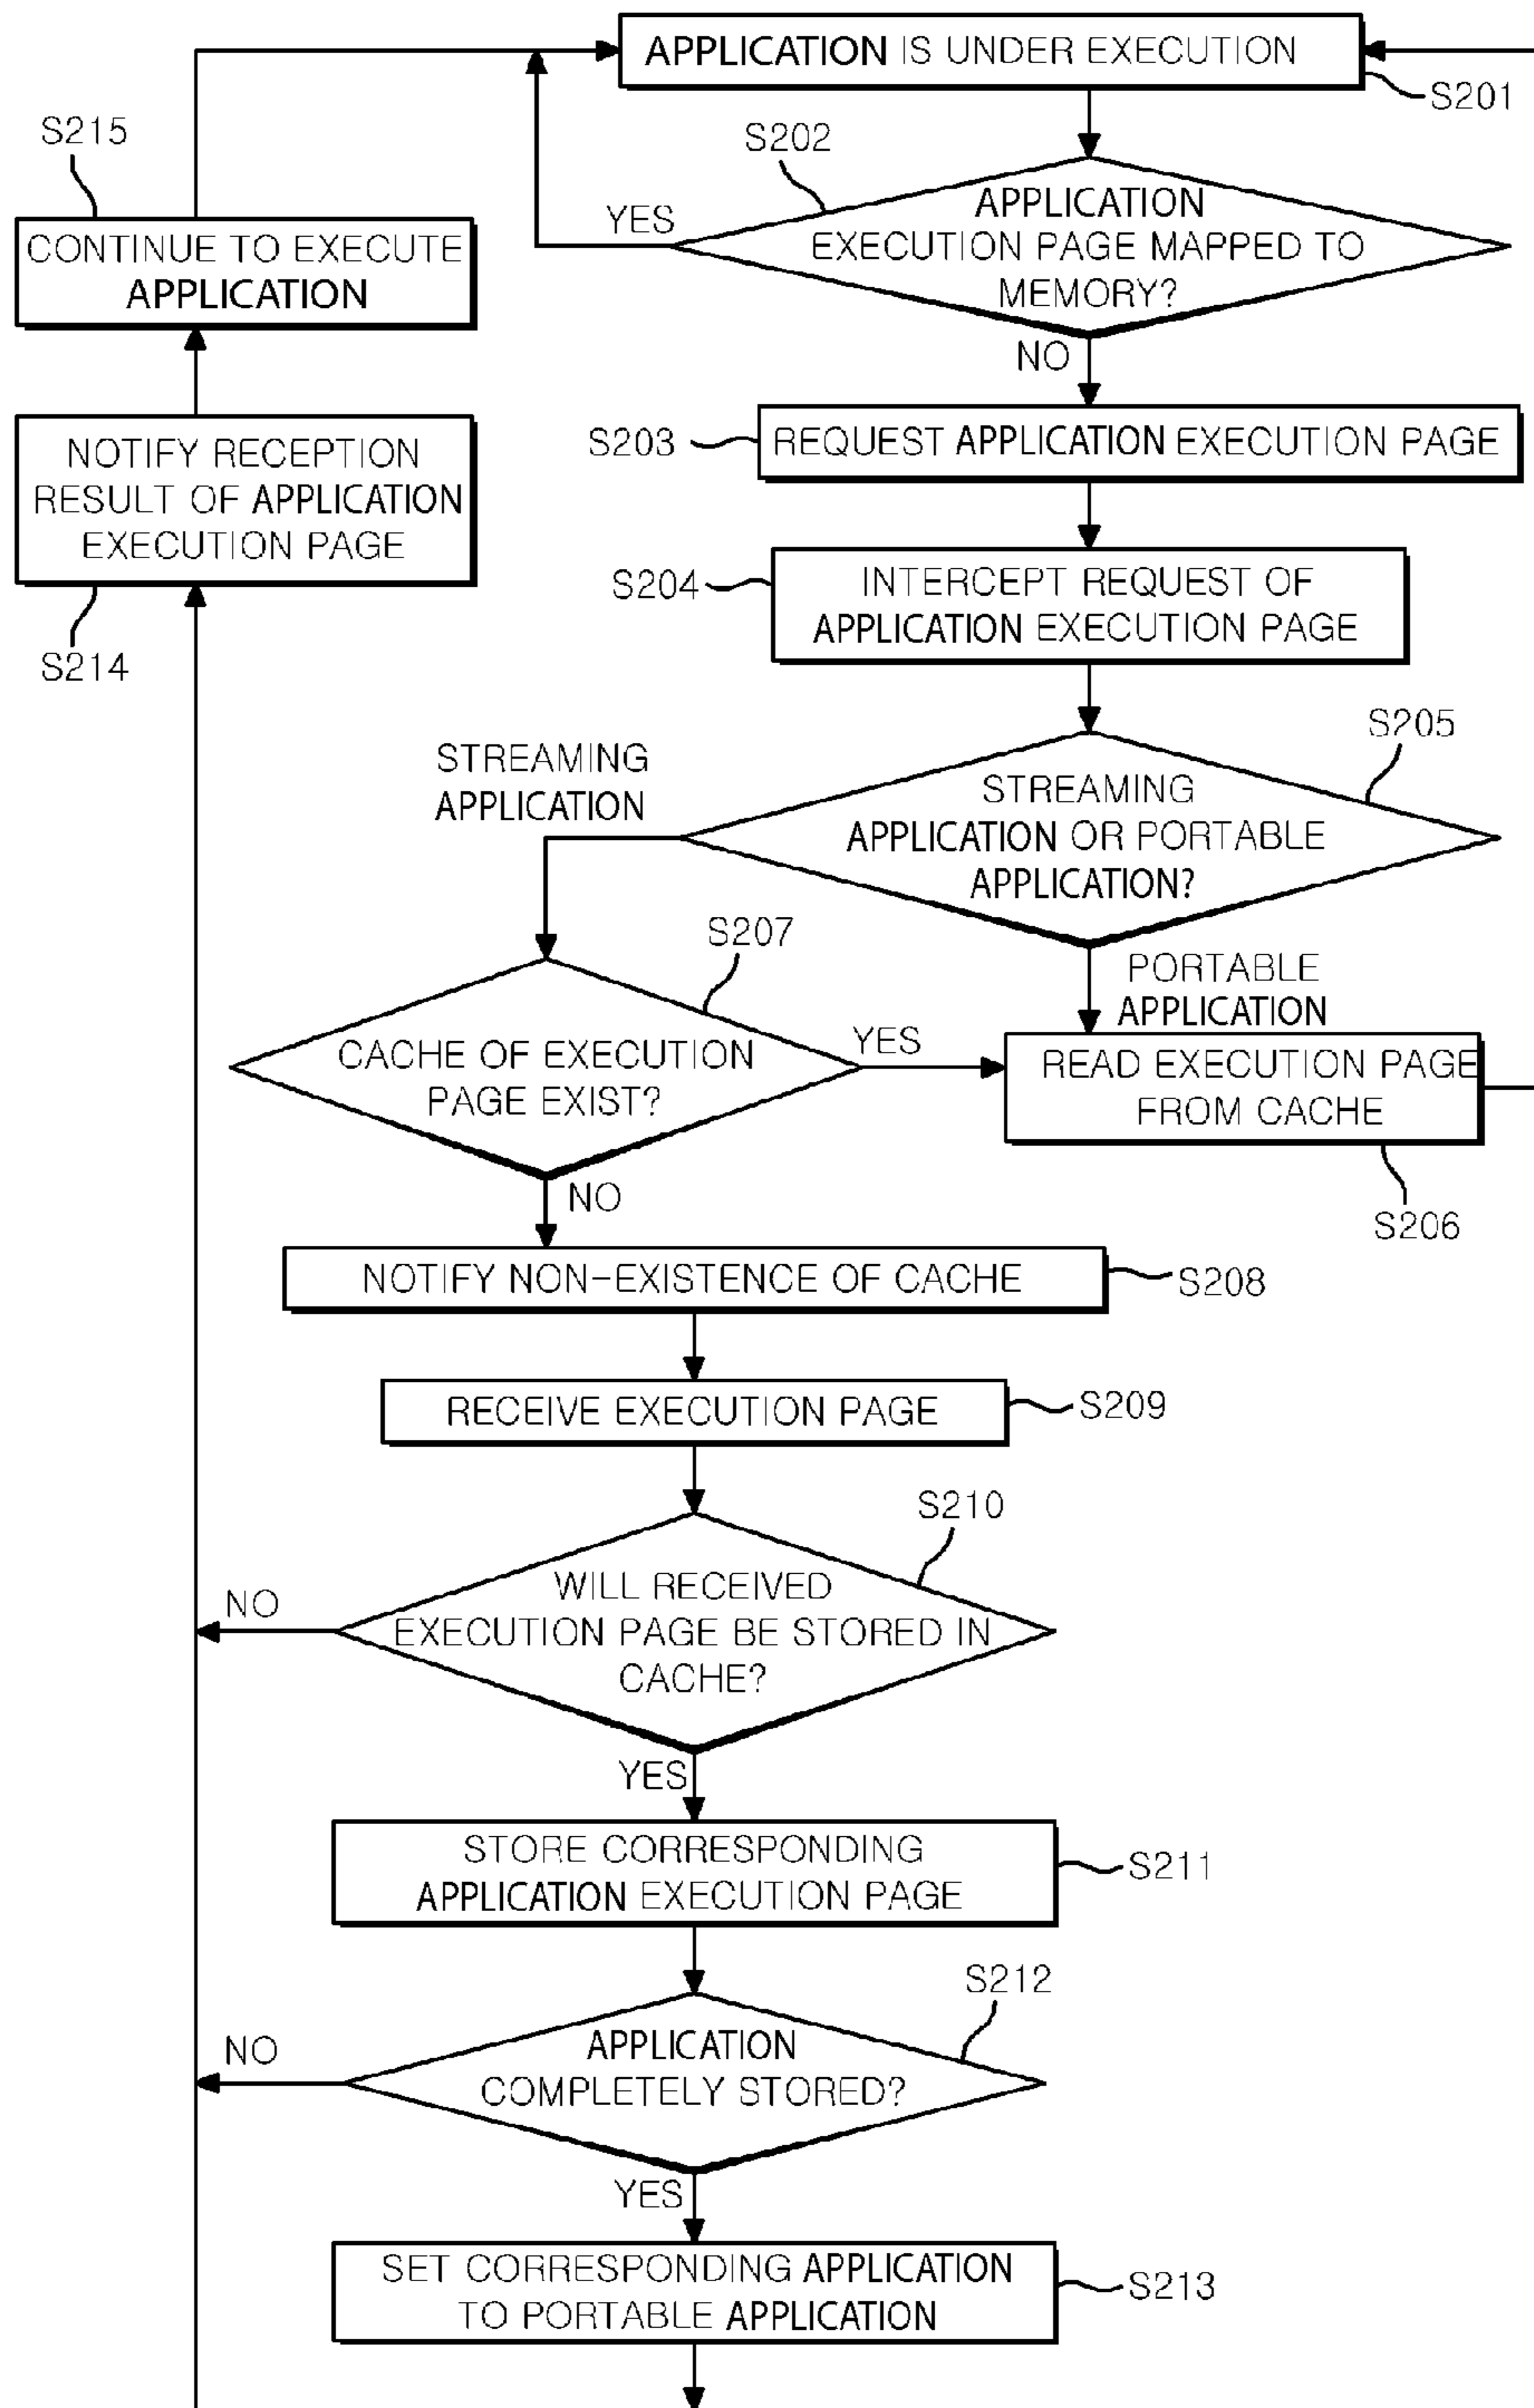 APPLICATION IS UNDER EXECUTION
S201
S215
S202
APPLICATION
EXECUTION PAGE MAPPED TO
MEMORY?
YES
CONTINUE TO EXECUTE
APPLICATION
NO
NOTIFY RECEPTION
RESULT OF APPLICATION
EXECUTION PAGE
S203
REQUEST APPLICATION EXECUTION PAGE
S204
INTERCEPT REQUEST OF
APPLICATION EXECUTION PAGE
S214
S205
STREAMING
APPLICATION
STREAMING
APPLICATION OR PORTABLE
APPLICATION?
S207
PORTABLE
APPLICATION
CACHE OF EXECUTION
PAGE EXIST?
YES
READ EXECUTION PAGE
FROM CACHE
NO
S206
NOTIFY NON-EXISTENCE OF CACHE
S208
RECEIVE EXECUTION PAGE
S209
S210
WILL RECEIVED
EXECUTION PAGE BE STORED IN
CACHE?
NO
YES
STORE CORRESPONDING
APPLICATION EXECUTION PAGE
S211
S212
APPLICATION
COMPLETELY STORED?
NO
YES
SET CORRESPONDING APPLICATION
TO PORTABLE APPLICATION
S213